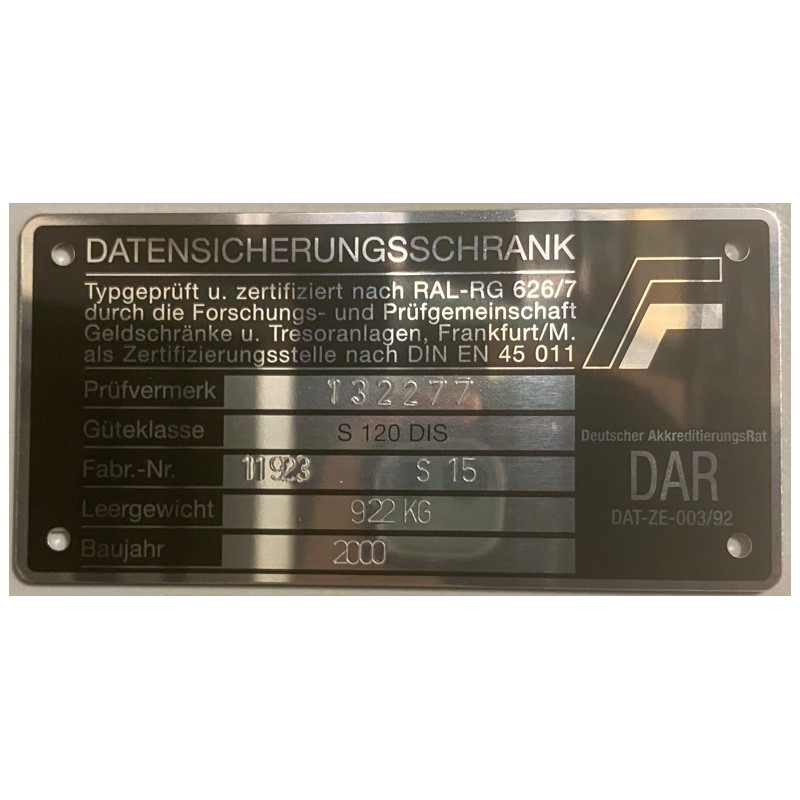 DATENSICHERUNGSSCHRANK
Typgeprüft u. zertifiziert nach RAL-RG 626/7
durch die Forschungs- und Prüfgemeinschaft
Geldschränke u. Tresoranlagen, Frankfurt/M.
als Zertifizierungsstelle nach DIN EN 45 011
Prüfvermerk 132277
Güteklasse S 120 DIS
Fabr.-Nr. 11923 S 15
Leergewicht 922 KG
Baujahr 2000
Deutscher AkkreditierungsRat
DAR
DAT-ZE-003/92